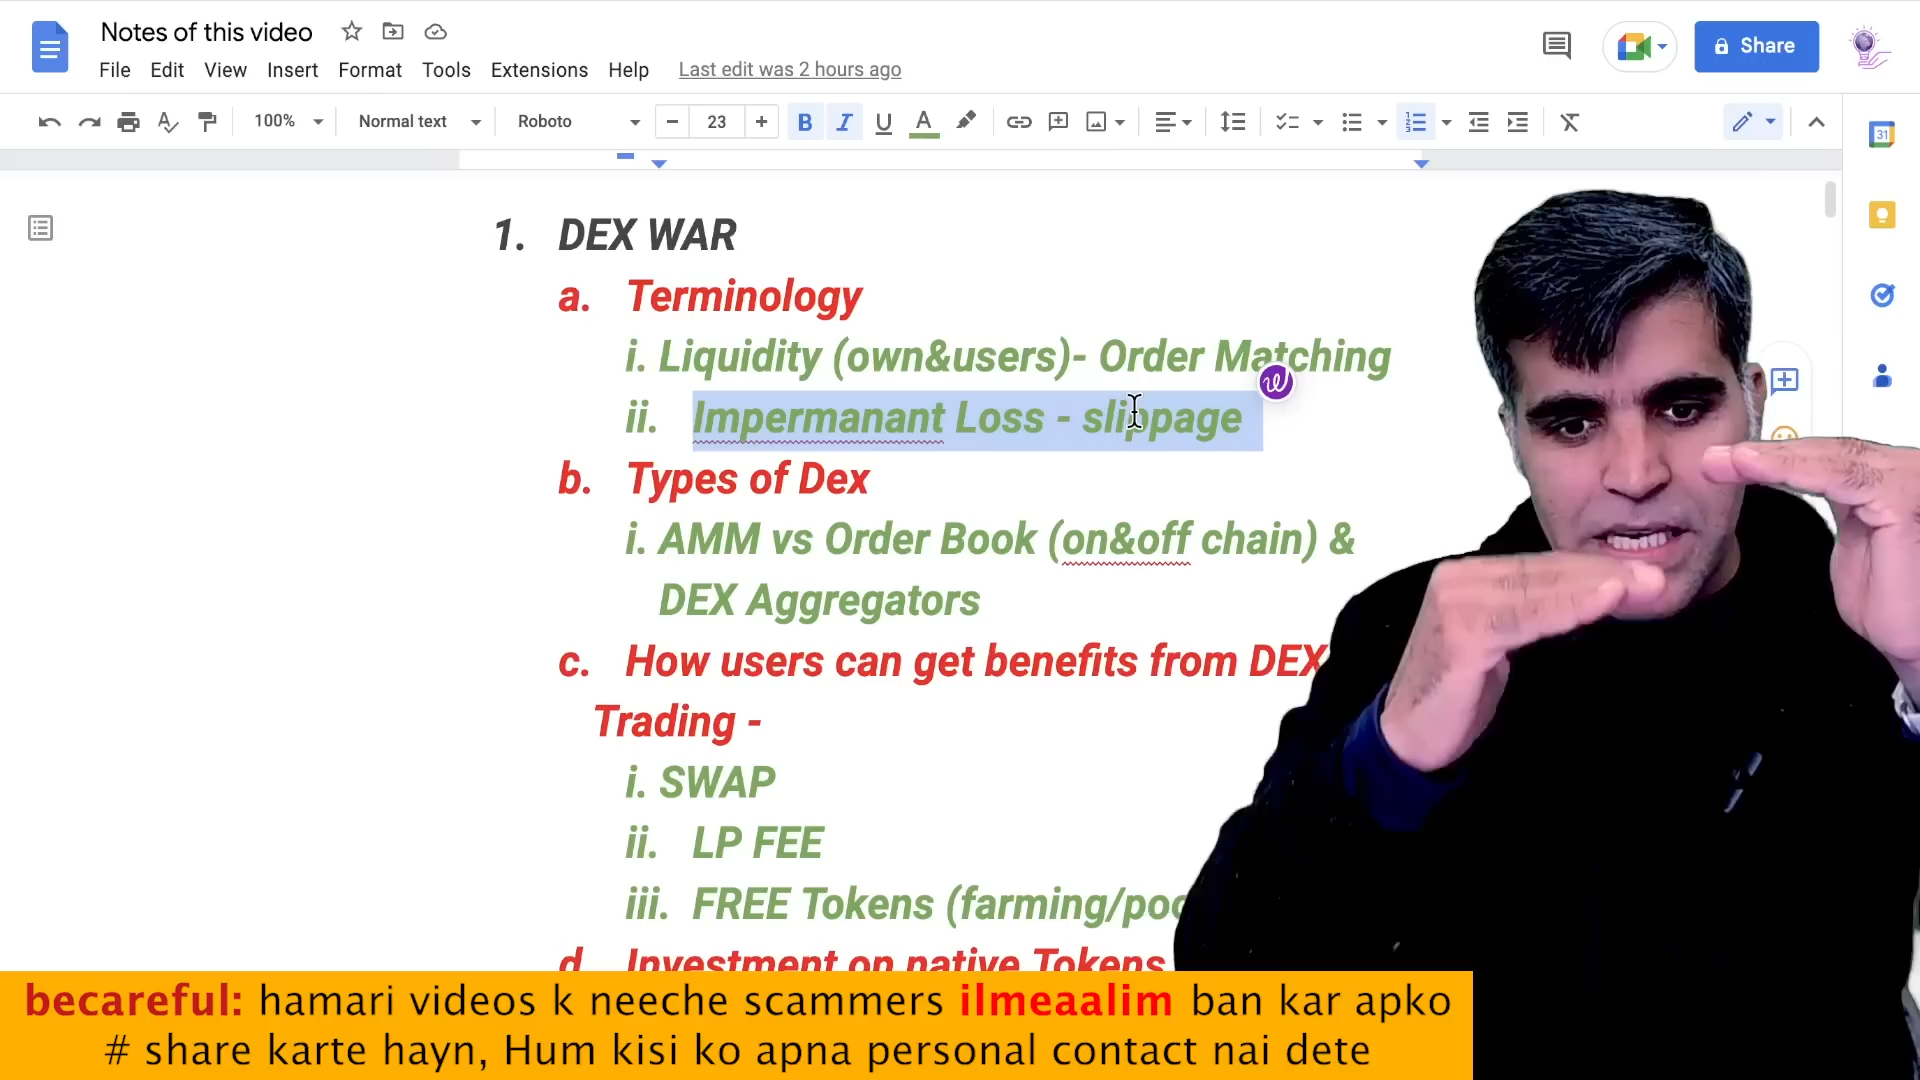 Notes of this video
File Edit View Insert Format Tools Extensions Help Last edit was 2 hours ago
Share
100% Normal text Roboto 23 B I U A
31
1. DEX WAR
a. Terminology
i. Liquidity (own&users)- Order Matching
ii. Impermanant Loss - slippage
b. Types of Dex
i. AMM vs Order Book (on&off chain) &
DEX Aggregators
c. How users can get benefits from DEX
Trading -
i. SWAP
ii. LP FEE
iii. FREE Tokens (farming/poo
d Investment on native Tokens
becareful: hamari videos k neeche scammers ilmeaalim ban kar apko
# share karte hayn, Hum kisi ko apna personal contact nai dete